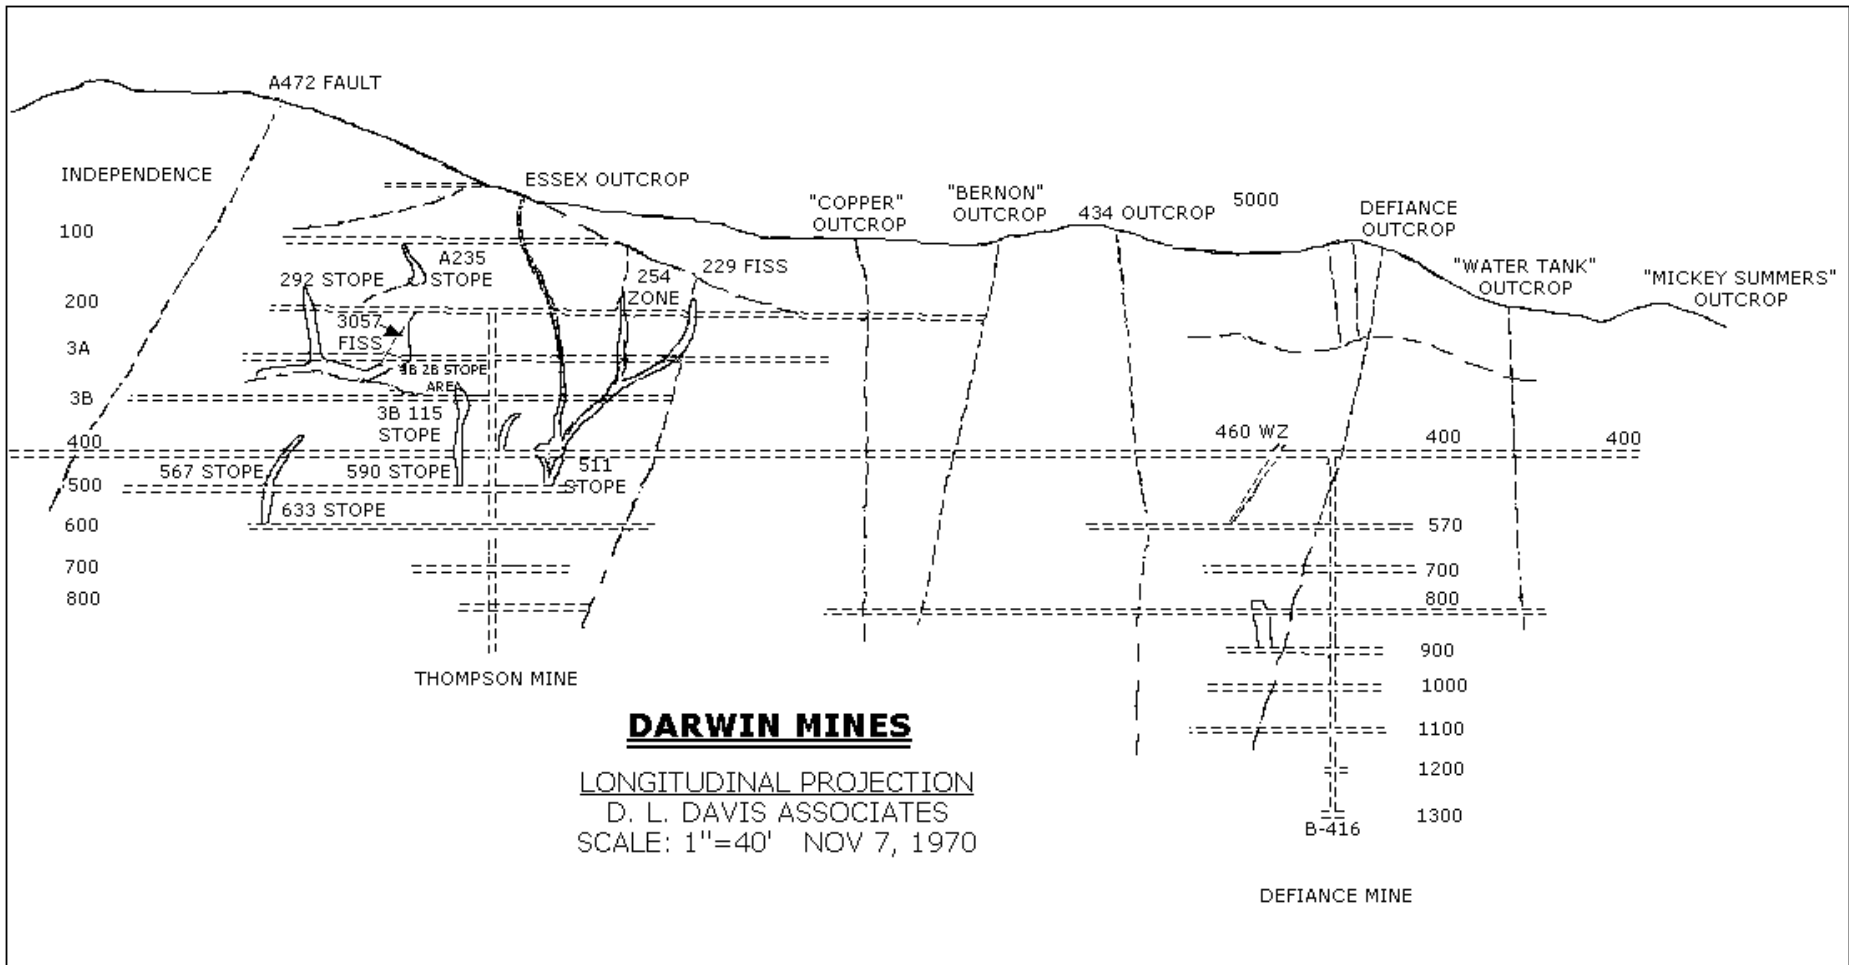 A472 FAULT
INDEPENDENCE
ESSEX OUTCROP
"COPPER"
OUTCROP
"BERNON"
OUTCROP
434 OUTCROP
5000
DEFIANCE
OUTCROP
"WATER TANK"
OUTCROP
"MICKEY SUMMERS"
OUTCROP
100
A235
STOPE
292 STOPE
254
ZONE
229 FISS
200
3057
FISS
3A
3B 2B STOPE
AREA
3B
3B 115
STOPE
400
460 WZ
400
400
567 STOPE
590 STOPE
511
STOPE
500
633 STOPE
600
570
700
700
800
800
900
THOMPSON MINE
1000
DARWIN MINES
1100
LONGITUDINAL PROJECTION
1200
D. L. DAVIS ASSOCIATES
1300
B-416
SCALE: 1"=40' NOV 7, 1970
DEFIANCE MINE